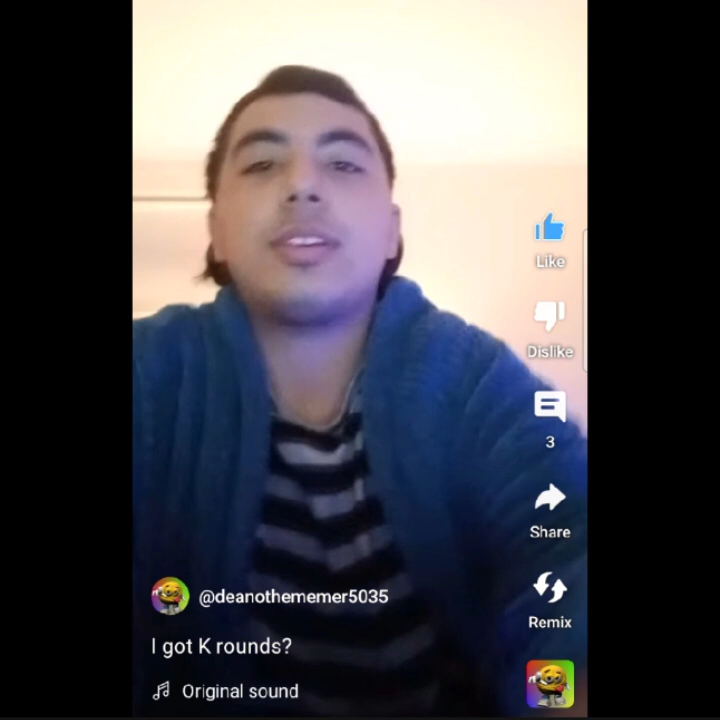 Like
Dislike
3
Share
Remix
@deanothememer5035
I got K rounds?
Original sound